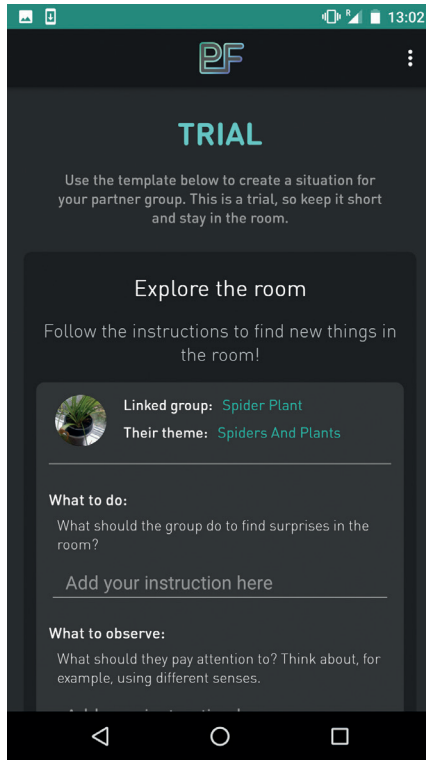 R
13:02
PF
TRIAL
Use the template below to create a situation for
your partner group. This is a trial, so keep it short
and stay in the room.
Explore the room
Follow the instructions to find new things in
the room!
Linked group: Spider Plant
Their theme: Spiders And Plants
What to do:
What should the group do to find surprises in the
room?
Add your instruction here
What to observe:
What should they pay attention to? Think about, for
example, using different senses.